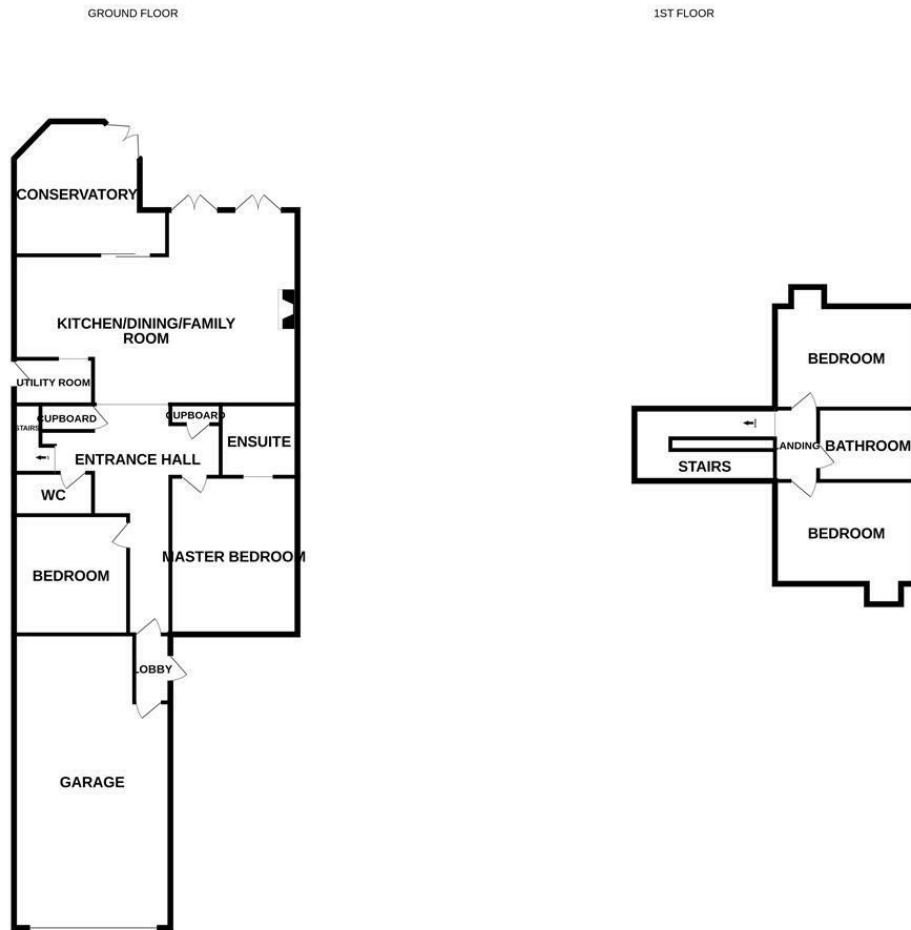 GROUND FLOOR
1ST FLOOR
CONSERVATORY
KITCHEN/DINING/FAMILY
ROOM
UTILITY ROOM
CUPBOARD
CUPBOARD
STAIRS
ENSUITE
ENTRANCE HALL
WC
MASTER BEDROOM
BEDROOM
LOBBY
GARAGE
BEDROOM
LANDING
BATHROOM
STAIRS
BEDROOM